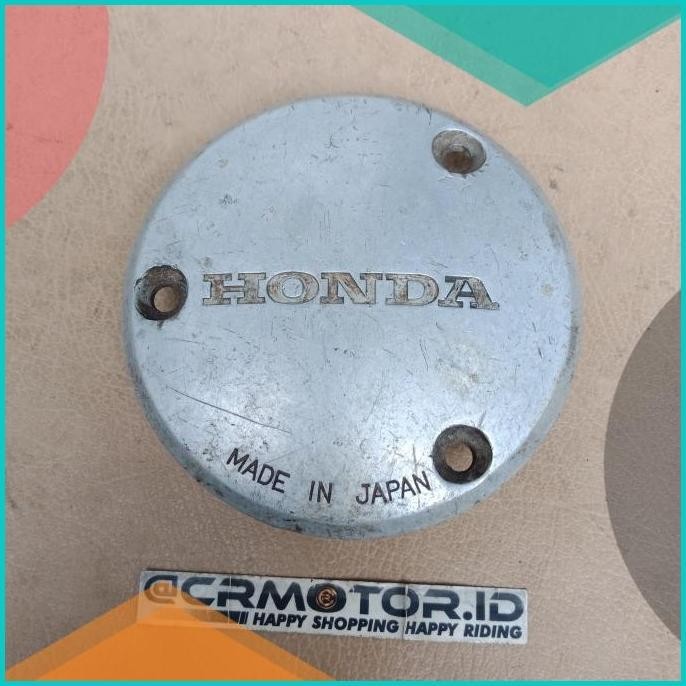 HONDA
MADE IN JAPAN
@CRMOTOR.ID
HAPPY SHOPPING HAPPY RIDING